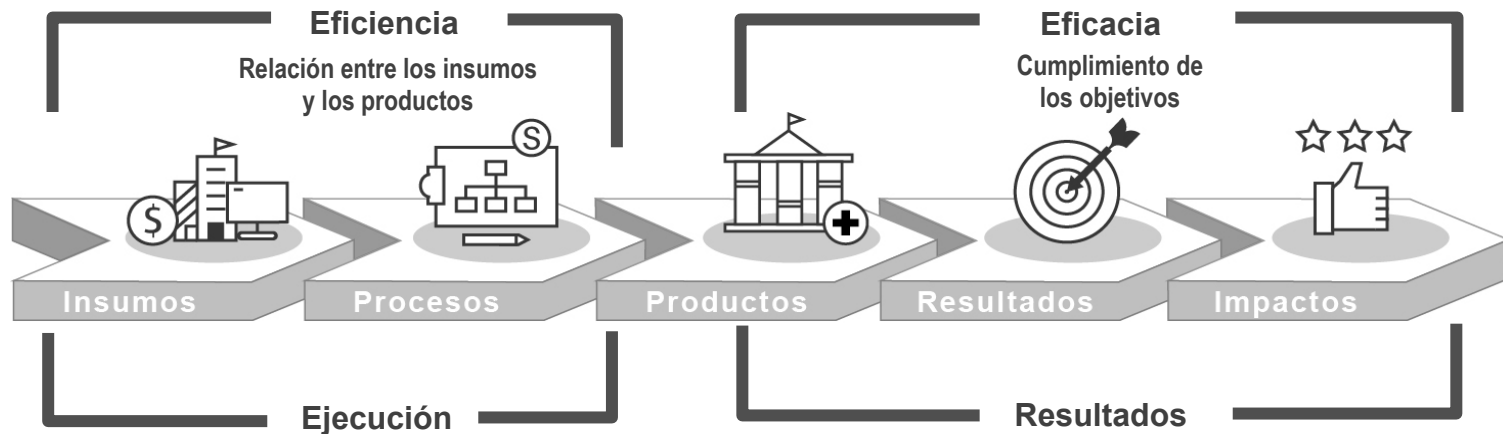 Eficiencia
Relación entre los insumos
y los productos
Eficacia
Cumplimiento de
los objetivos
$
S
Insumos
Procesos
Productos
Resultados
Impactos
Ejecución
Resultados